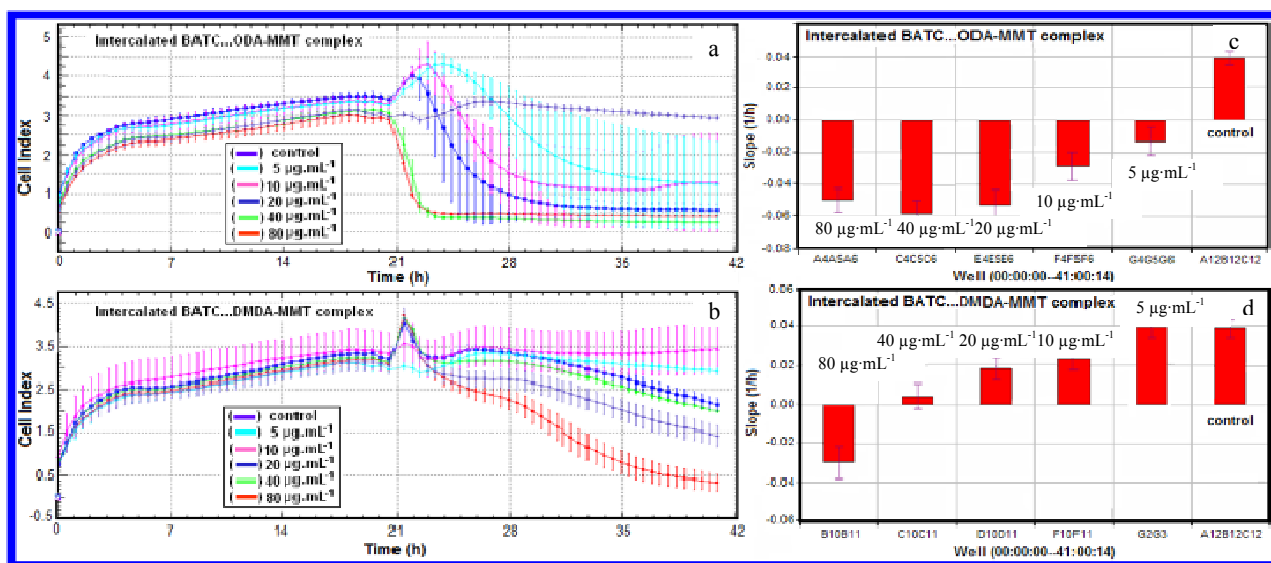 Intercalated BATC...ODA-MMT complex
a
5
4
3
2
1
0
Cell Index
(—) control
(—) 5 µg.mL-1
(—) 10 µg.mL-1
(—) 20 µg.mL-1
(—) 40 µg.mL-1
(—) 80 µg.mL-1
0 7 14 21 28 35 42
Time (h)
Intercalated BATC...DMDA-MMT complex
b
4.5
3.5
2.5
1.5
0.5
-0.5
Cell Index
(—) control
(—) 5 µg.mL-1
(—) 10 µg.mL-1
(—) 20 µg.mL-1
(—) 40 µg.mL-1
(—) 80 µg.mL-1
0 7 14 21 28 35 42
Time (h)
Intercalated BATC...ODA-MMT complex
c
0.04
0.02
0.00
-0.02
-0.04
-0.06
-0.08
Slope (1/h)
control
5 µg·mL-1
10 µg·mL-1
80 µg·mL-1 40 µg·mL-1 20 µg·mL-1
A4A5A6 C4C5C6 E4E5E6 F4F5F6 G4G5G6 A12B12C12
Well (00:00:00--41:00:14)
Intercalated BATC...DMDA-MMT complex
d
5 µg·mL-1
40 µg·mL-1 20 µg·mL-1 10 µg·mL-1
80 µg·mL-1
0.04
0.02
0.00
-0.02
-0.04
-0.06
Slope (1/h)
control
B10B11 C10C11 D10D11 F10F11 G2G3 A12B12C12
Well (00:00:00--41:00:14)